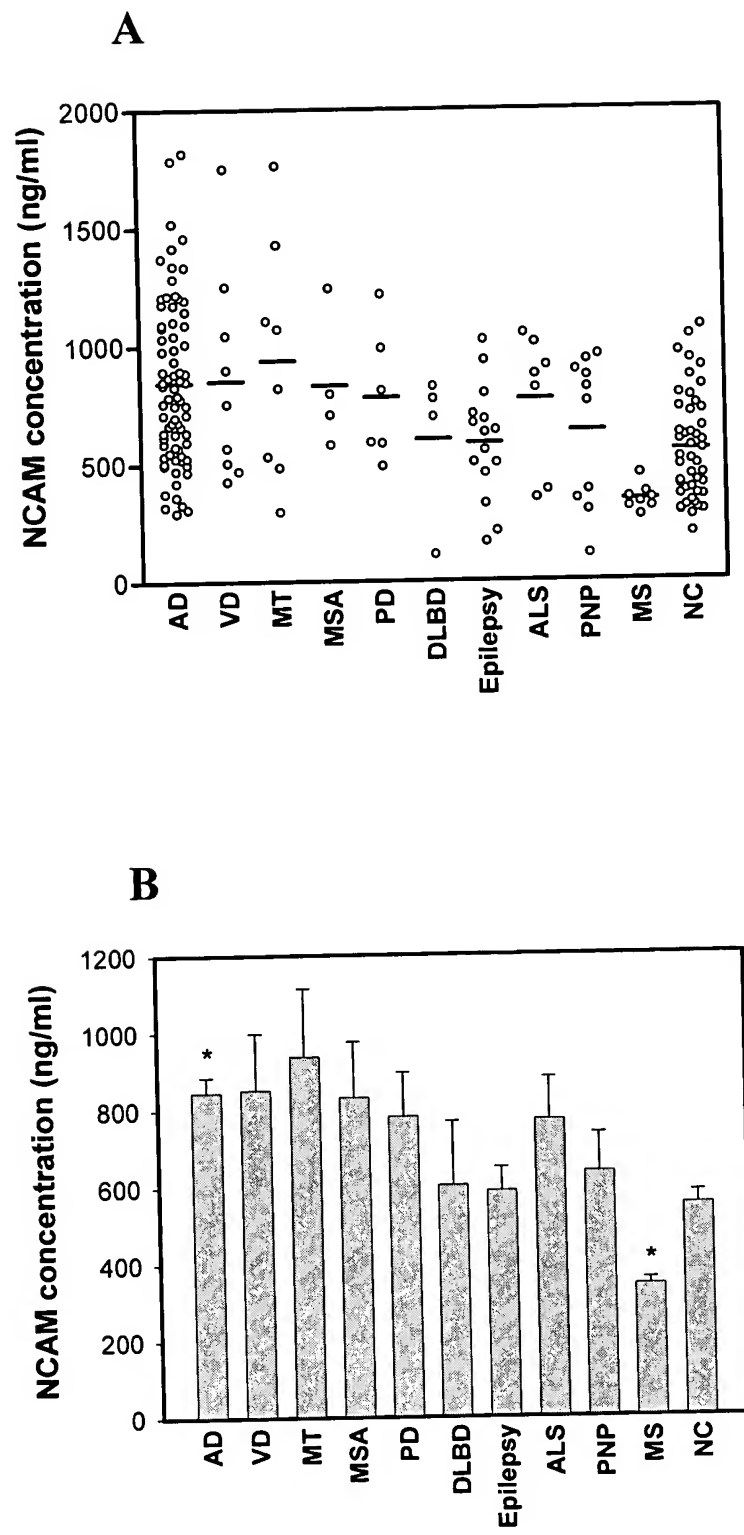 A
NCAM concentration (ng/ml)
2000
1500
1000
500
0
AD
VD
MT
MSA
PD
DLBD
Epilepsy
ALS
PNP
MS
NC
B
NCAM concentration (ng/ml)
1200
1000
800
600
400
200
0
*
*
AD
VD
MT
MSA
PD
DLBD
Epilepsy
ALS
PNP
MS
NC